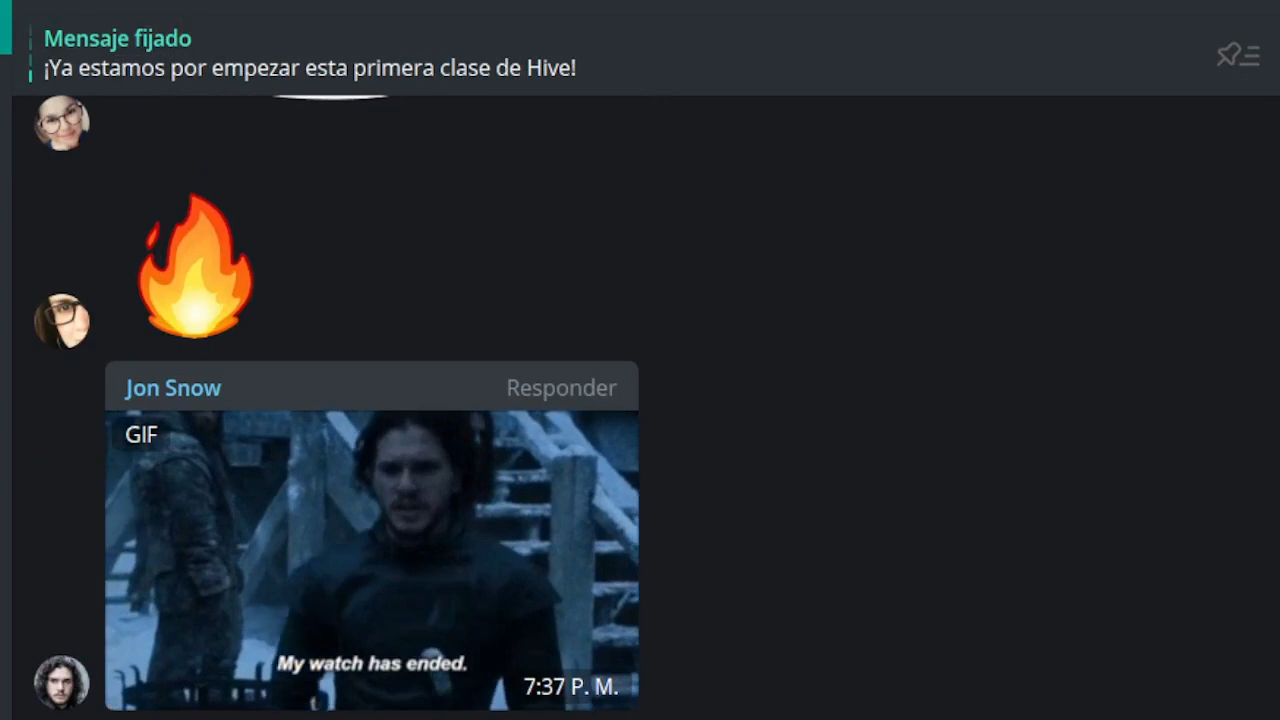 Mensaje fijado
¡Ya estamos por empezar esta primera clase de Hive!
Jon Snow
Responder
GIF
My watch has ended.
7:37 P. M.